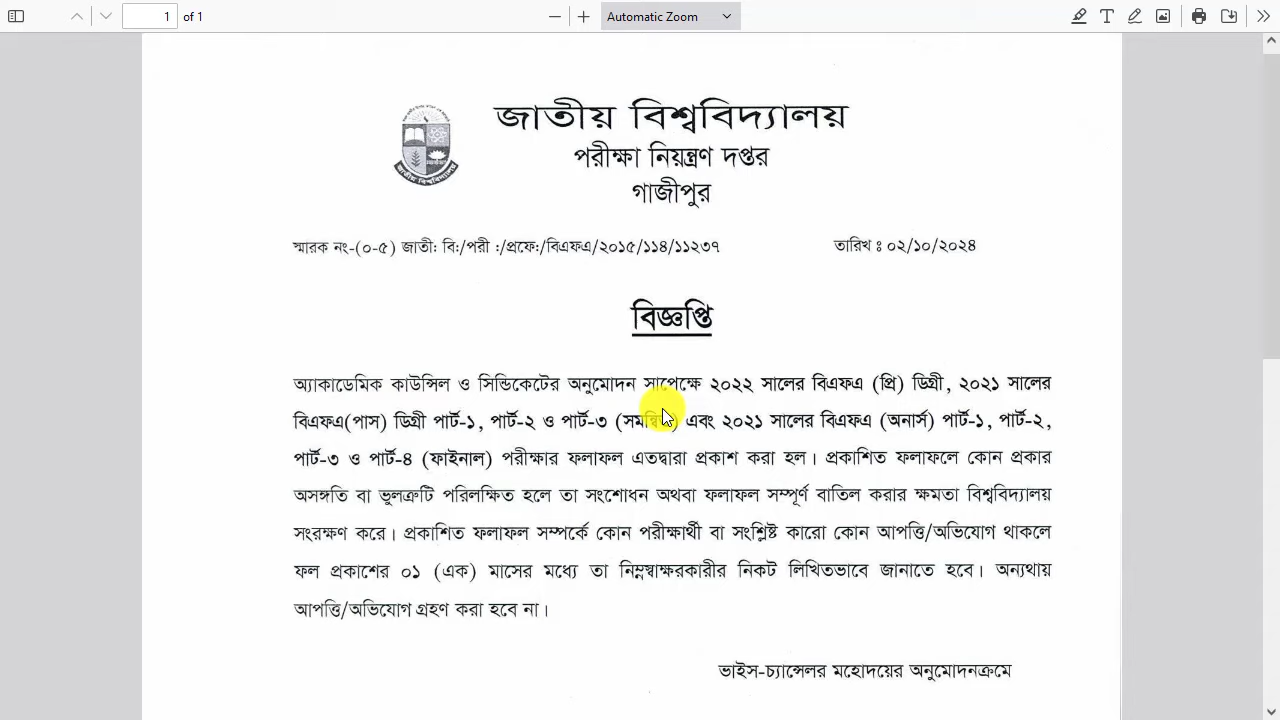 1 of 1
Automatic Zoom
জাতীয় বিশ্ববিদ্যালয়
পরীক্ষা নিয়ন্ত্রণ দপ্তর
গাজীপুর
জাতীয় বিশ্ববিদ্যালয়
স্মারক নং-(০-৫) জাতী: বি:/পরী :/প্রফে:/বিএফএ/২০১৫/১১৪/১১২৩৭ তারিখ ঃ ০২/১০/২০২৪
বিজ্ঞপ্তি
অ্যাকাডেমিক কাউন্সিল ও সিন্ডিকেটের অনুমোদন সাপেক্ষে ২০২২ সালের বিএফএ (প্রি) ডিগ্রী, ২০২১ সালের
বিএফএ(পাস) ডিগ্রী পার্ট-১, পার্ট-২ ও পার্ট-৩ (সমন্বিত) এবং ২০২১ সালের বিএফএ (অনার্স) পার্ট-১, পার্ট-২,
পার্ট-৩ ও পার্ট-৪ (ফাইনাল) পরীক্ষার ফলাফল এতদ্বারা প্রকাশ করা হল। প্রকাশিত ফলাফলে কোন প্রকার
অসঙ্গতি বা ভুলত্রুটি পরিলক্ষিত হলে তা সংশোধন অথবা ফলাফল সম্পূর্ণ বাতিল করার ক্ষমতা বিশ্ববিদ্যালয়
সংরক্ষণ করে। প্রকাশিত ফলাফল সম্পর্কে কোন পরীক্ষার্থী বা সংশ্লিষ্ট কারো কোন আপত্তি/অভিযোগ থাকলে
ফল প্রকাশের ০১ (এক) মাসের মধ্যে তা নিম্নস্বাক্ষরকারীর নিকট লিখিতভাবে জানাতে হবে। অন্যথায়
আপত্তি/অভিযোগ গ্রহণ করা হবে না।
ভাইস-চ্যান্সেলর মহোদয়ের অনুমোদনক্রমে